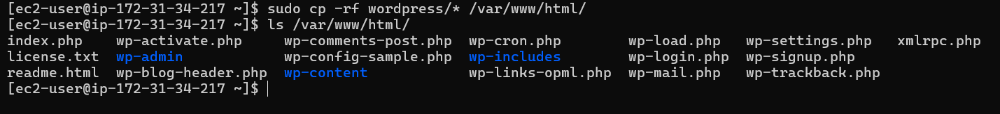 [ec2-user@ip-172-31-34-217 ~]$ sudo cp -rf wordpress/* /var/www/html/
[ec2-user@ip-172-31-34-217 ~]$ ls /var/www/html/
index.php    wp-activate.php     wp-comments-post.php  wp-cron.php        wp-load.php   wp-settings.php   xmlrpc.php
license.txt  wp-admin            wp-config-sample.php  wp-includes        wp-login.php  wp-signup.php
readme.html  wp-blog-header.php  wp-content            wp-links-opml.php  wp-mail.php   wp-trackback.php
[ec2-user@ip-172-31-34-217 ~]$